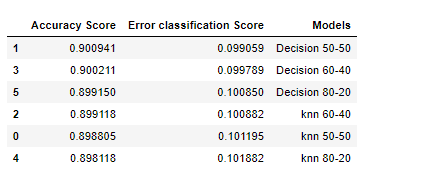 Accuracy Score Error classification Score Models
1 0.900941 0.099059 Decision 50-50
3 0.900211 0.099789 Decision 60-40
5 0.899150 0.100850 Decision 80-20
2 0.899118 0.100882 knn 60-40
0 0.898805 0.101195 knn 50-50
4 0.898118 0.101882 knn 80-20